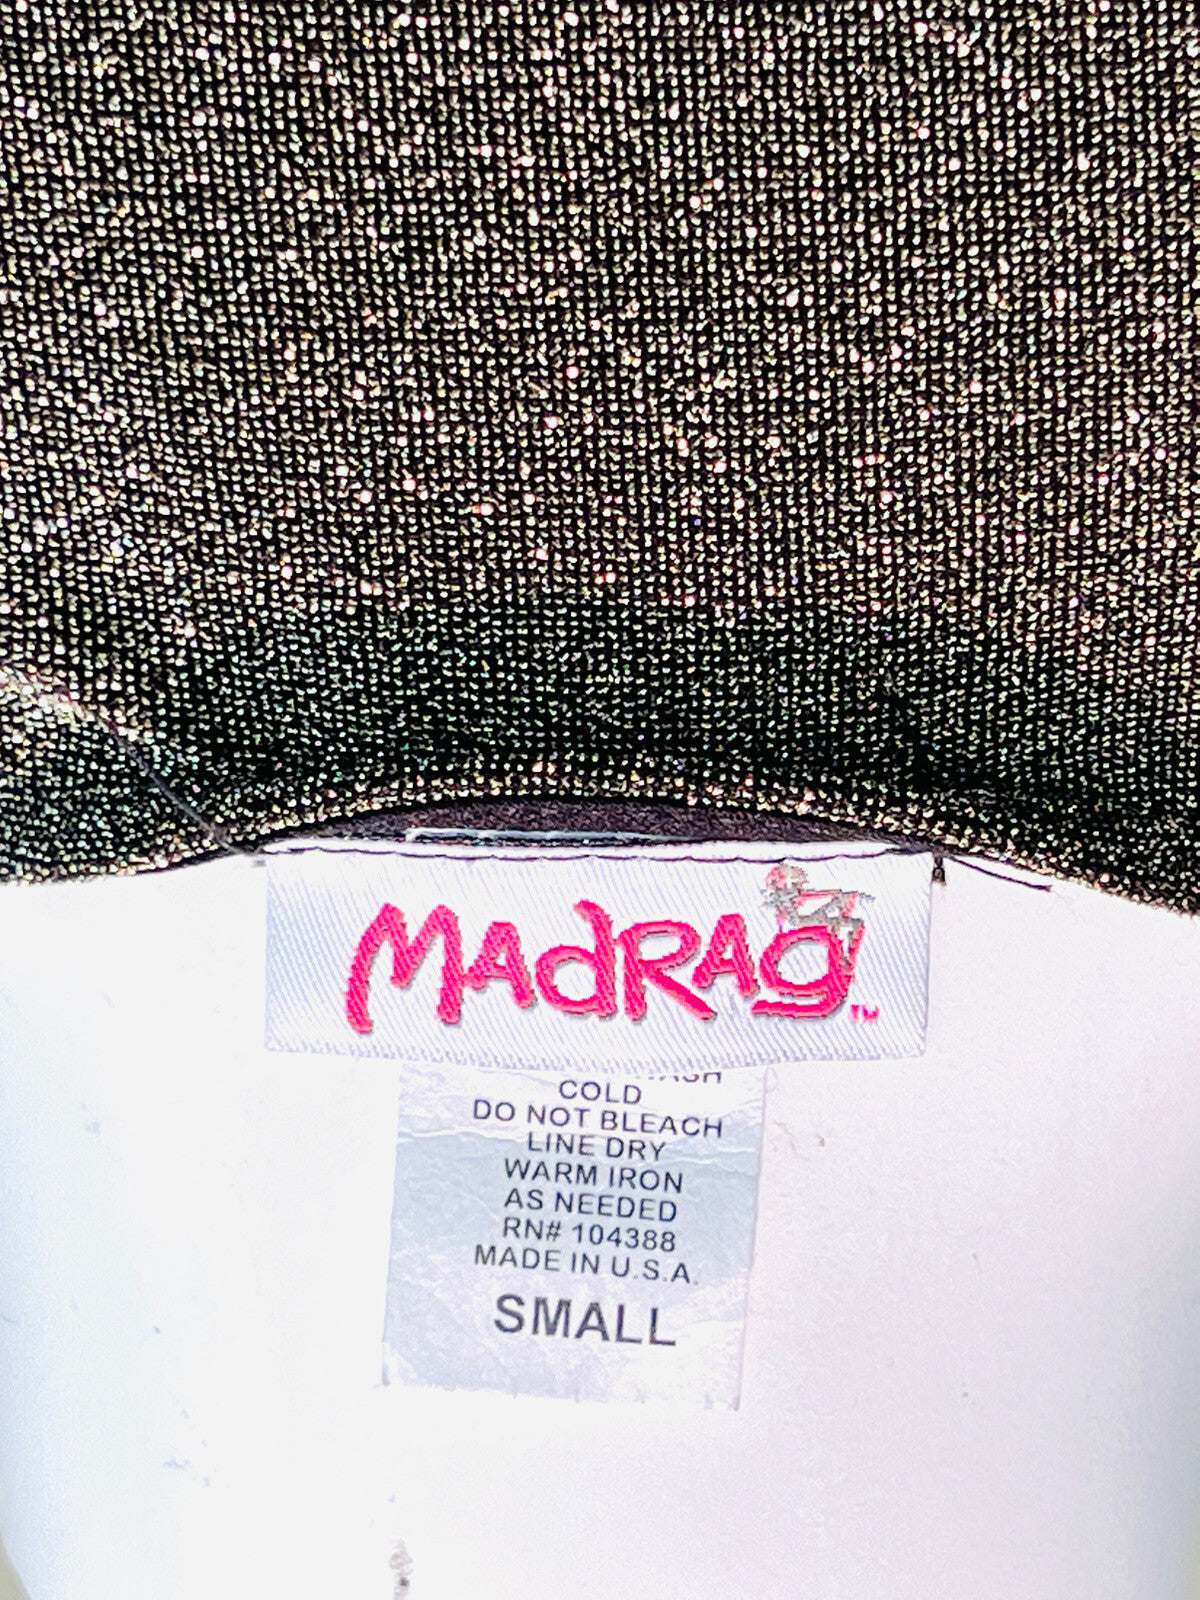 MAdRAg
TM
COLD
DO NOT BLEACH
LINE DRY
WARM IRON
AS NEEDED
RN# 104388
MADE IN U.S.A.
SMALL